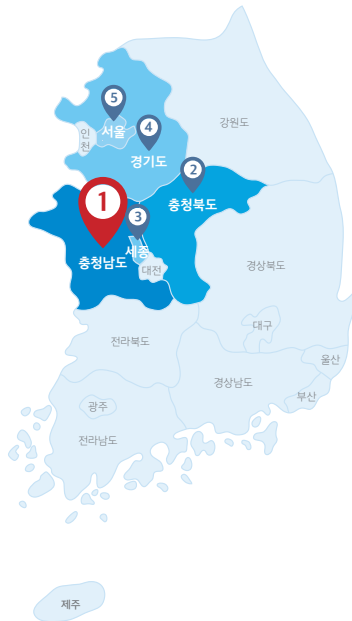 5
서울
4
강원도
인
천
경기도
2
1
충청북도
3
세종
충청남도
대전
경상북도
대구
전라북도
울산
경상남도
부산
광주
전라남도
제주